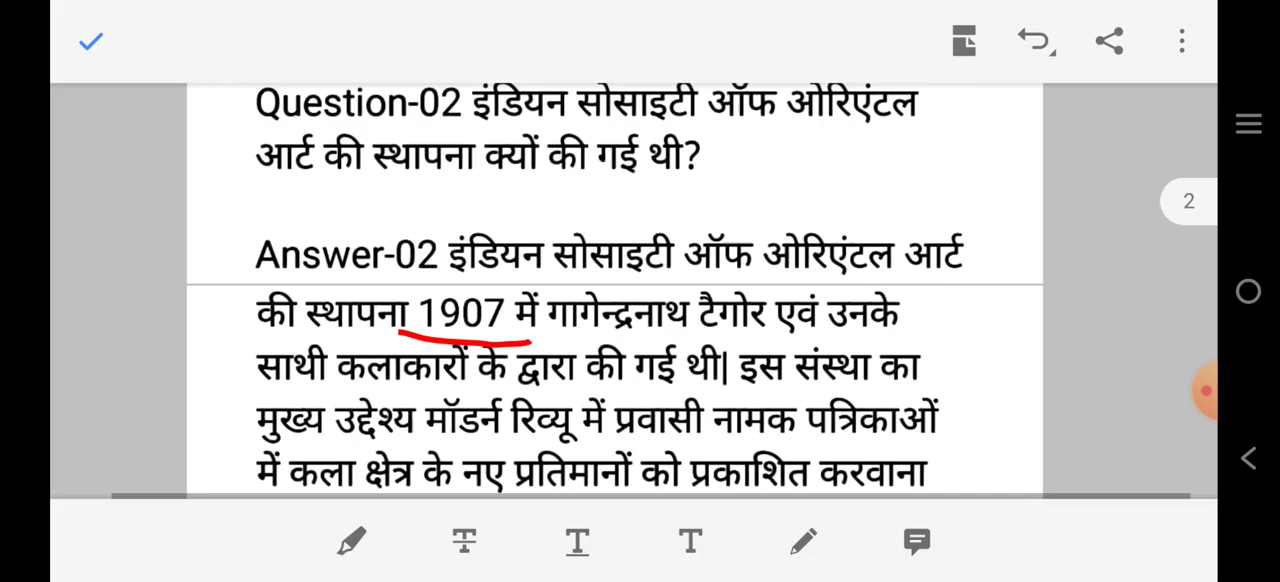 Question-02 इंडियन सोसाइटी ऑफ ओरिएंटल
आर्ट की स्थापना क्यों की गई थी?
2
Answer-02 इंडियन सोसाइटी ऑफ ओरिएंटल आर्ट
की स्थापना 1907 में गागेन्द्रनाथ टैगोर एवं उनके
साथी कलाकारों के द्वारा की गई थी| इस संस्था का
मुख्य उद्देश्य मॉडर्न रिव्यू में प्रवासी नामक पत्रिकाओं
में कला क्षेत्र के नए प्रतिमानों को प्रकाशित करवाना